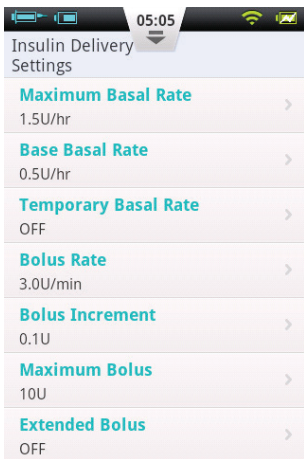 05:05
Insulin Delivery
Settings
Maximum Basal Rate
1.5U/hr
Base Basal Rate
0.5U/hr
Temporary Basal Rate
OFF
Bolus Rate
3.0U/min
Bolus Increment
0.1U
Maximum Bolus
10U
Extended Bolus
OFF